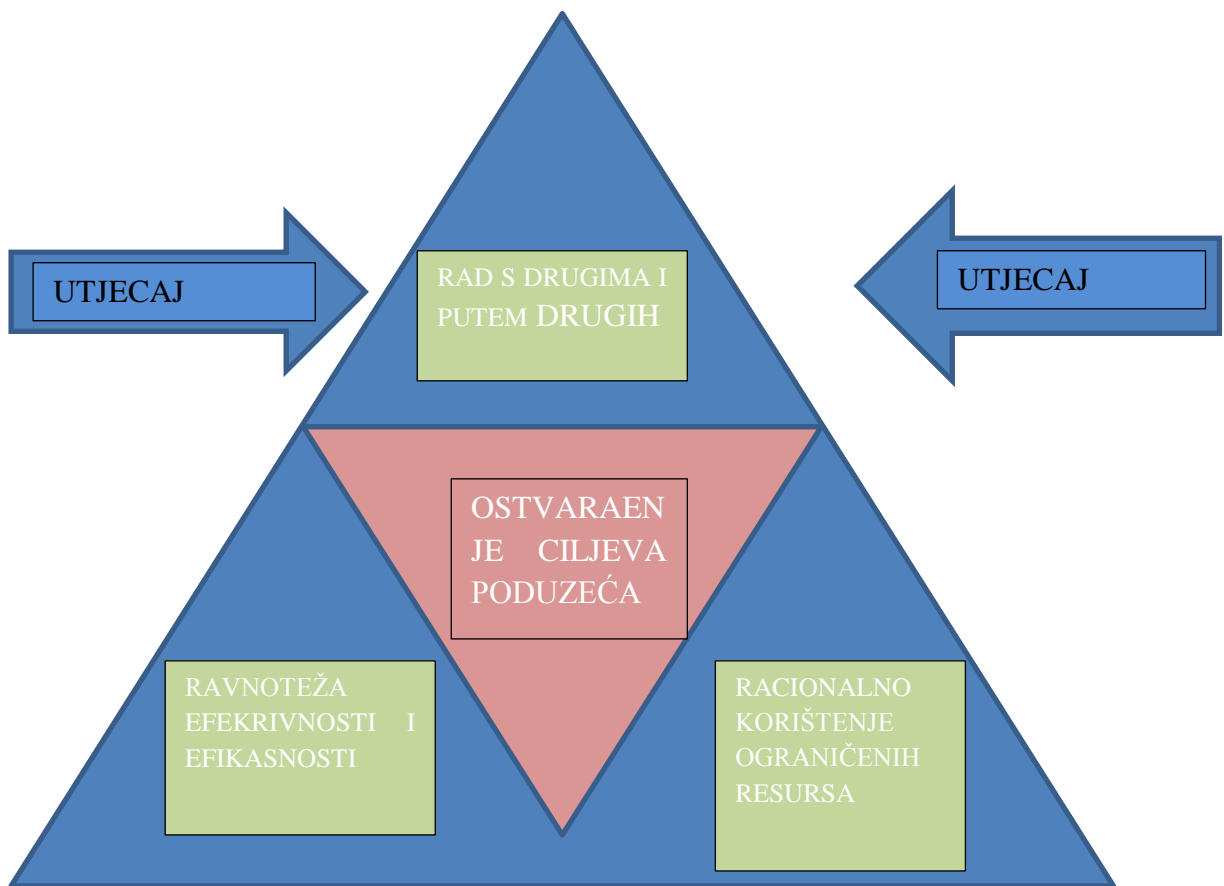 UTJECAJ
RAD S DRUGIMA I
PUTEM DRUGIH
UTJECAJ
OSTVARAEN
JE CILJEVA
PODUZEĆA
RAVNOTEŽA
EFEKRIVNOSTI I
EFIKASNOSTI
RACIONALNO
KORIŠTENJE
OGRANIČENIH
RESURSA